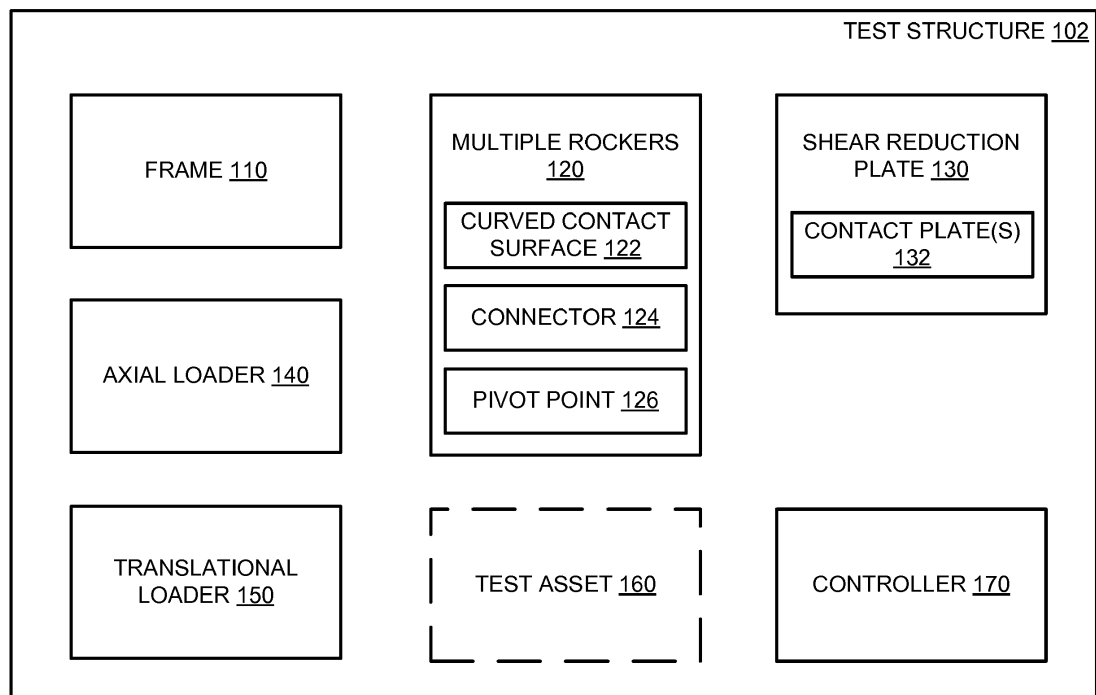 TEST STRUCTURE 102
FRAME 110
MULTIPLE ROCKERS
120
CURVED CONTACT
SURFACE 122
CONNECTOR 124
PIVOT POINT 126
SHEAR REDUCTION
PLATE 130
CONTACT PLATE(S)
132
AXIAL LOADER 140
TRANSLATIONAL
LOADER 150
TEST ASSET 160
CONTROLLER 170